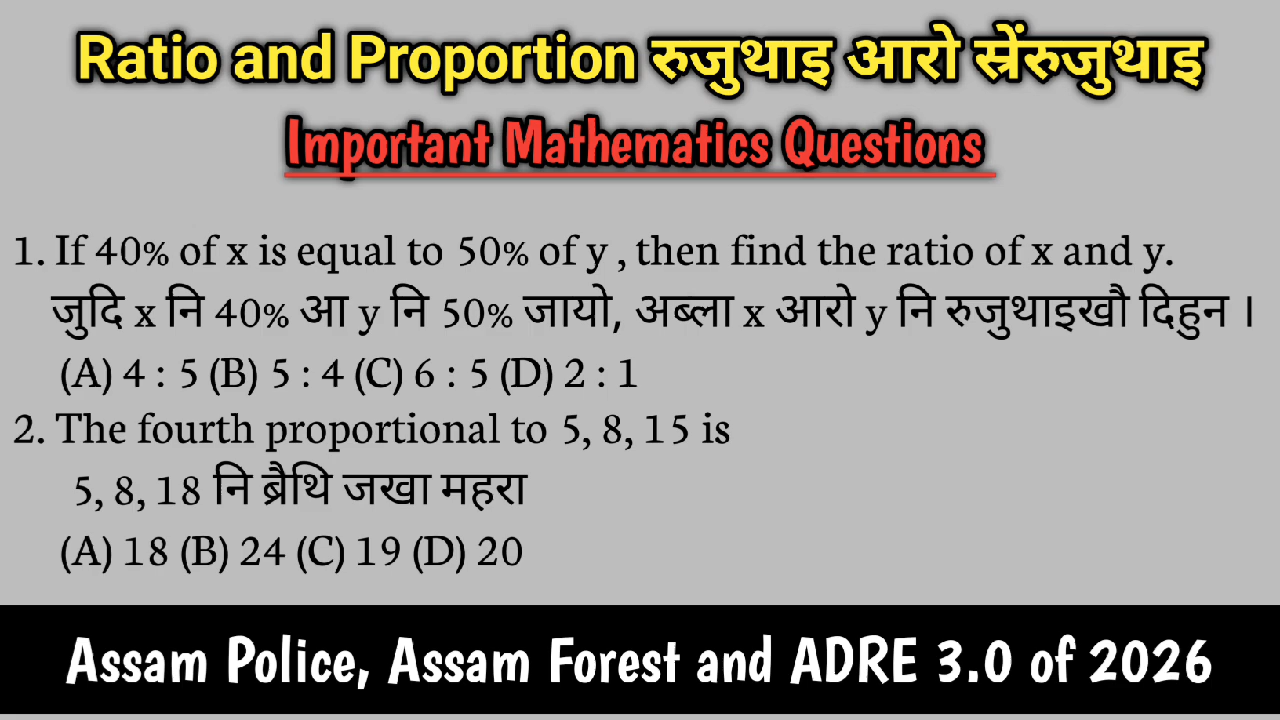 Ratio and Proportion रुजुथाइ आरो स्रेंरुजुथाइ
Important Mathematics Questions
1. If 40% of x is equal to 50% of y , then find the ratio of x and y.
जुदि x नि 40% आ y नि 50% जायो, अब्ला x आरो y नि रुजुथाइखौ दिहुन ।
(A) 4 : 5 (B) 5 : 4 (C) 6 : 5 (D) 2 : 1
2. The fourth proportional to 5, 8, 15 is
5, 8, 18 नि ब्रैथि जखा महरा
(A) 18 (B) 24 (C) 19 (D) 20
Assam Police, Assam Forest and ADRE 3.0 of 2026